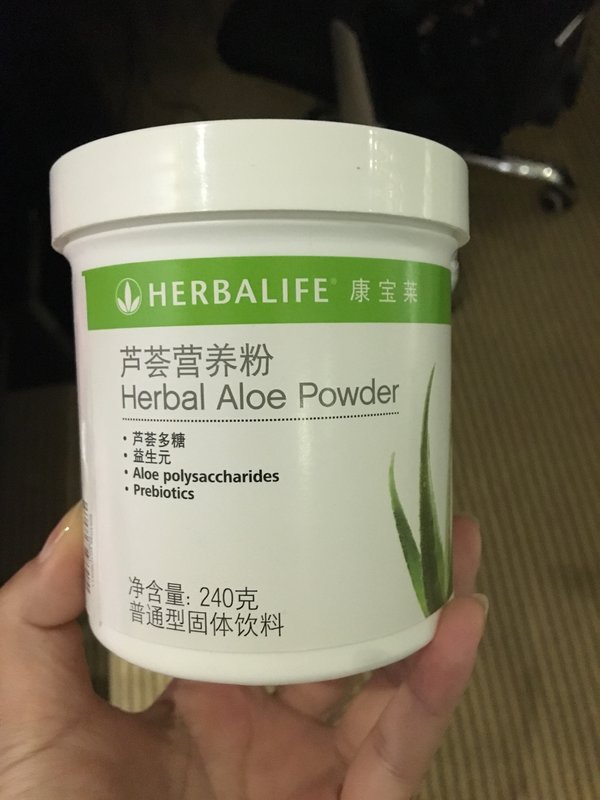 HERBALIFE 康宝莱
芦荟营养粉
Herbal Aloe Powder
• 芦荟多糖
• 益生元
• Aloe polysaccharides
• Prebiotics
净含量: 240克
普通型固体饮料